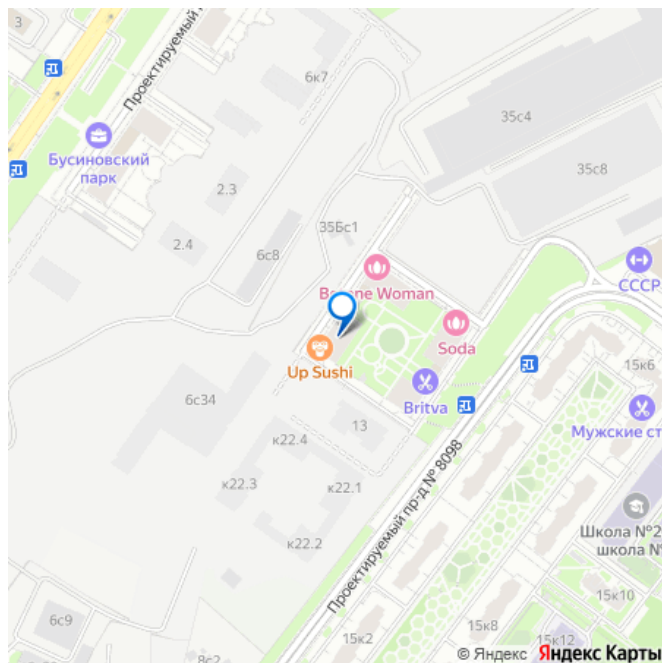 3
Проектируемый п
6к7
35с4
Бусиновский
парк
2.3
35с8
35Бс1
2.4
6с8
Woman
СССР
Soda
Up Sushi
15к6
Britva
6с34
13
Мужские ст
к22.4
к22.3
к22.1
Проектируемый пр-д № 8098
Школа №2
школа №
к22.2
15к10
6с9
15к8
15к2
15к12
8с2
© Яндекс Яндекс Карты